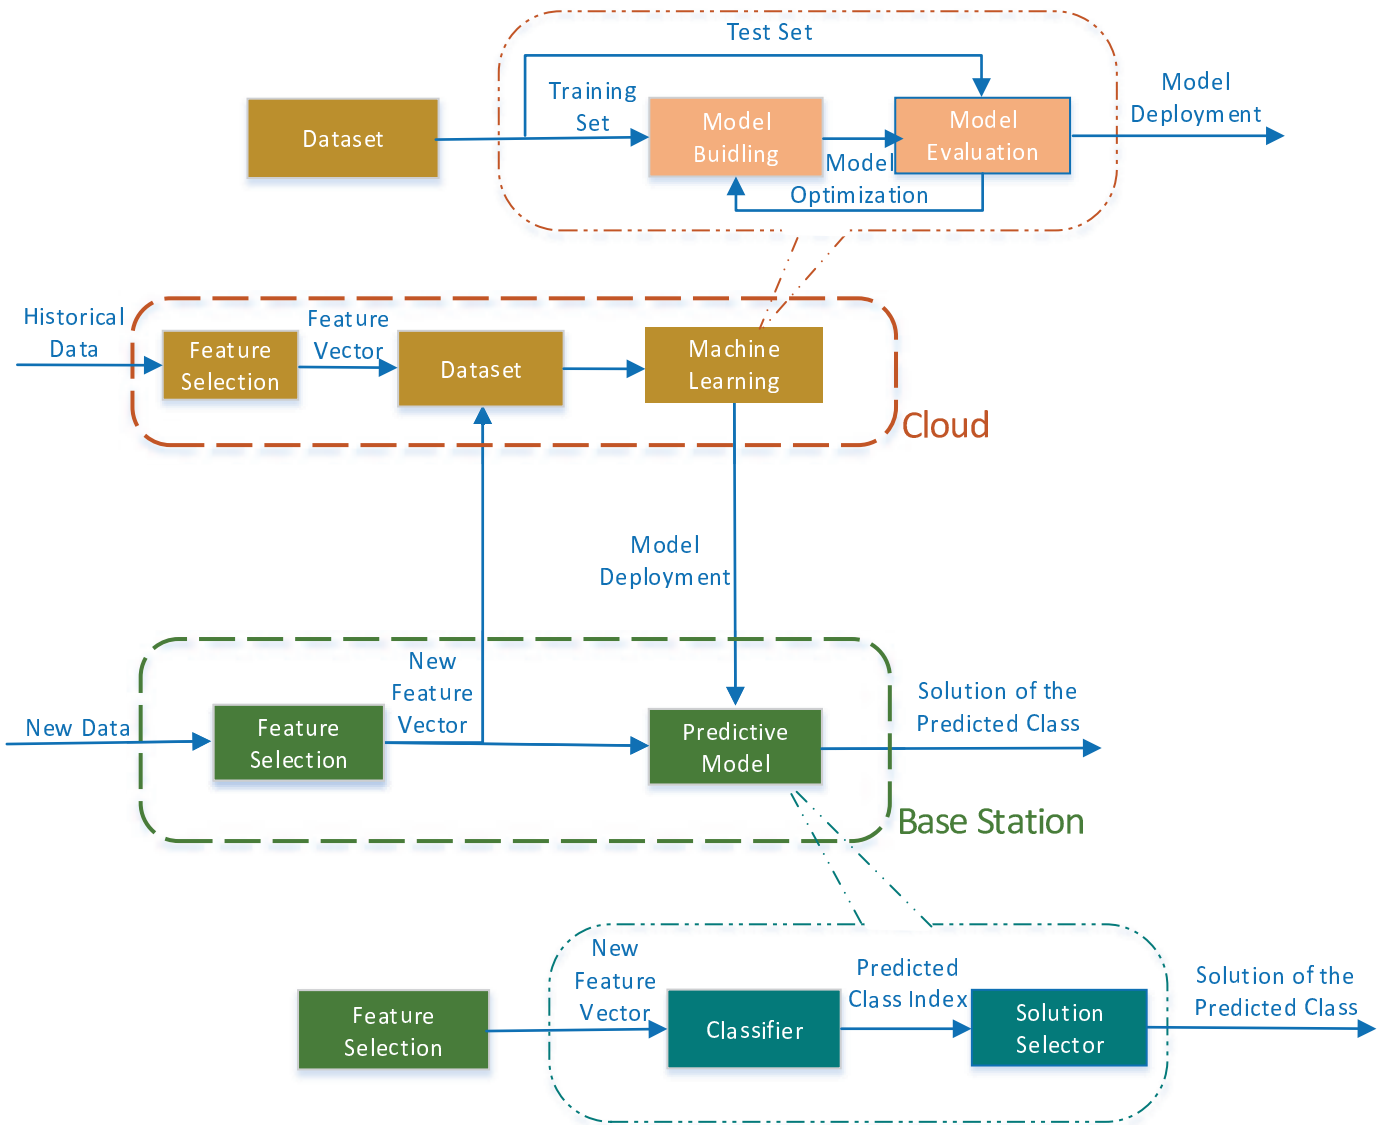 Test Set
Training
Set
Model
Deployment
Dataset
Model
Buidling
Model
Evaluation
Model
Optimization
Historical
Data
Feature
Vector
Feature
Selection
Dataset
Machine
Learning
Cloud
Model
Deployment
New
Feature
Vector
New Data
Feature
Selection
Predictive
Model
Solution of the
Predicted Class
Base Station
New
Feature
Vector
Predicted
Class Index
Solution of the
Predicted Class
Feature
Selection
Classifier
Solution
Selector